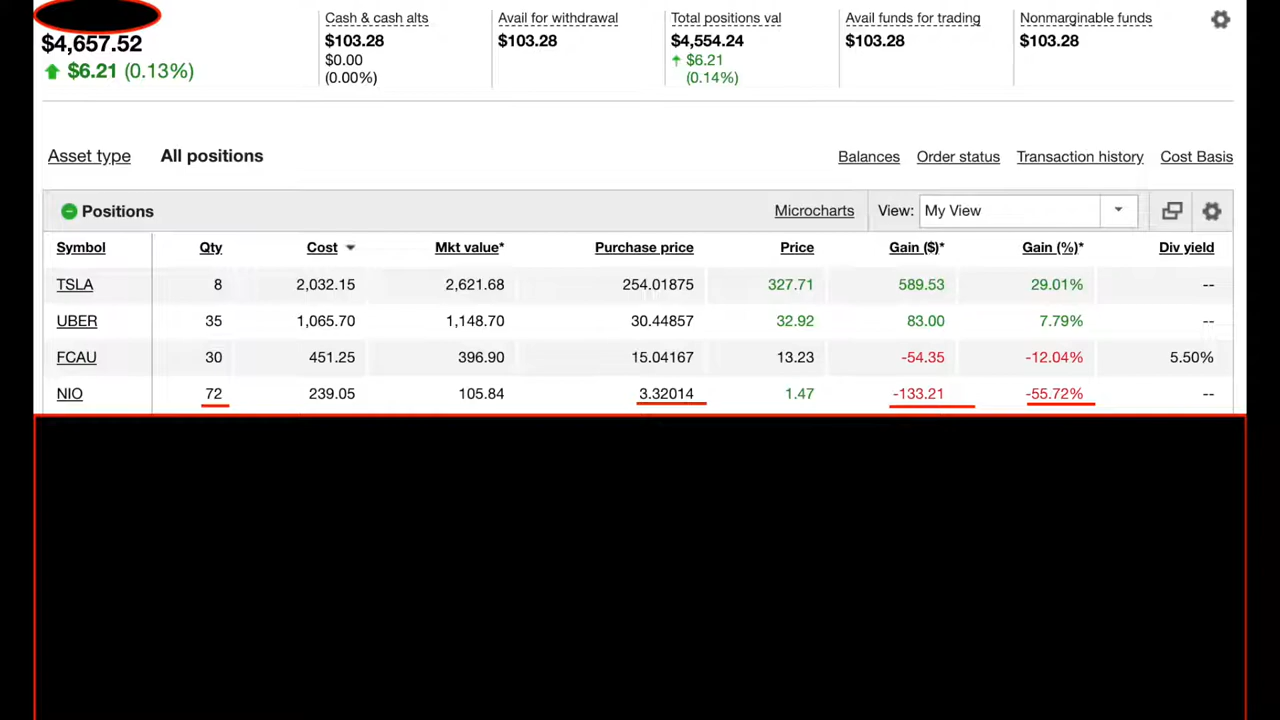 Cash & cash alts Avail for withdrawal Total positions val Avail funds for trading Nonmarginable funds
$4,657.52 $103.28 $103.28 $4,554.24 $103.28 $103.28
$6.21 (0.13%) $0.00 $6.21
(0.00%) (0.14%)
Asset type All positions Balances Order status Transaction history Cost Basis
Positions Microcharts View: My View
Symbol Qty Cost Mkt value* Purchase price Price Gain ($)* Gain (%)* Div yield
TSLA 8 2,032.15 2,621.68 254.01875 327.71 589.53 29.01% --
UBER 35 1,065.70 1,148.70 30.44857 32.92 83.00 7.79% --
FCAU 30 451.25 396.90 15.04167 13.23 -54.35 -12.04% 5.50%
NIO 72 239.05 105.84 3.32014 1.47 -133.21 -55.72% --